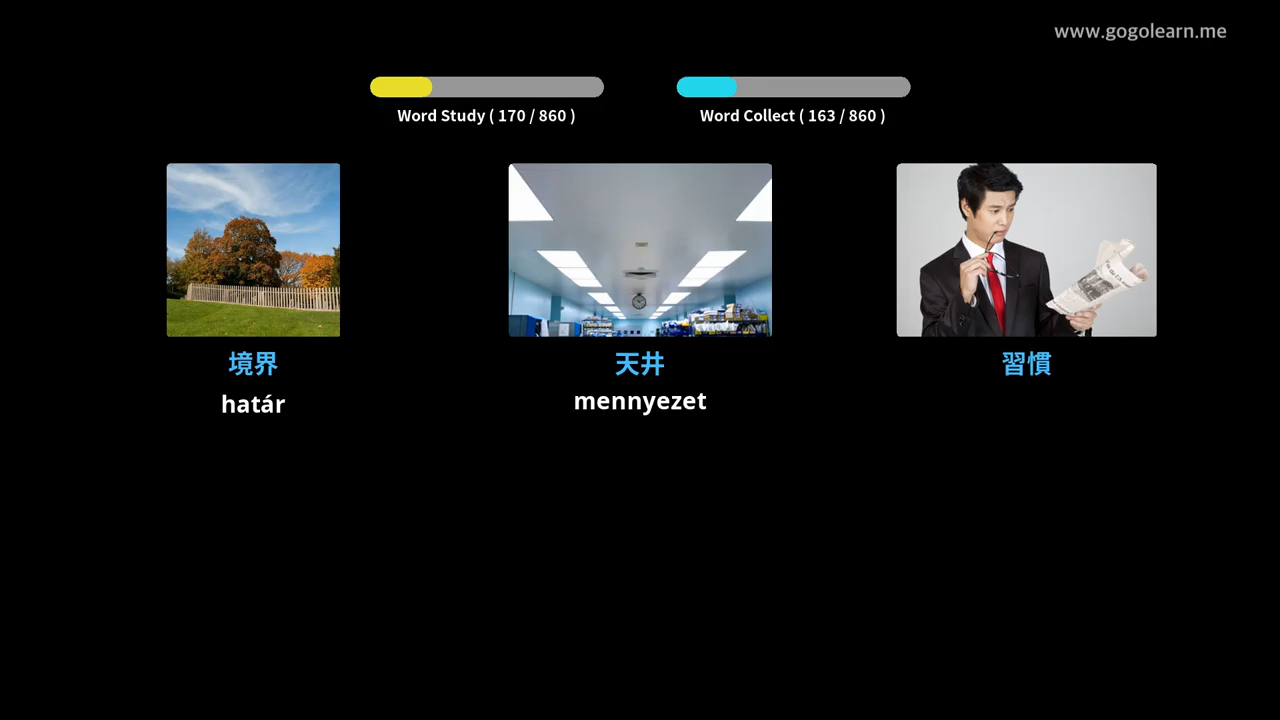 www.gogolearn.me
Word Study ( 170 / 860 )
Word Collect ( 163 / 860 )
境界
天井
習慣
határ
mennyezet